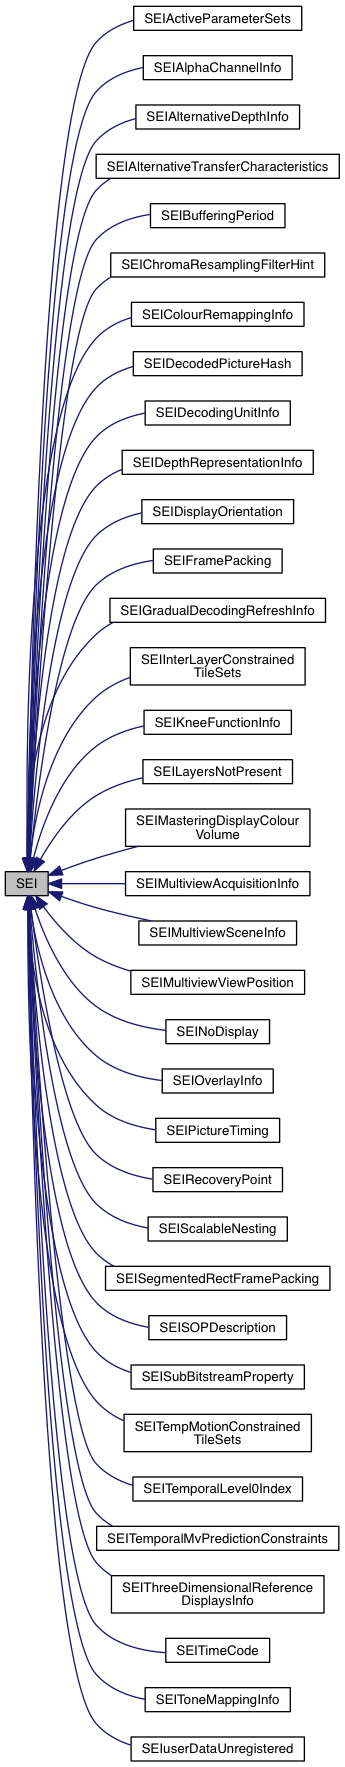 SEIActiveParameterSets
SEIAlphaChannelInfo
SEIAlternativeDepthInfo
SEIAlternativeTransferCharacteristics
SEIBufferingPeriod
SEIChromaResamplingFilterHint
SEIColourRemappingInfo
SEIDecodedPictureHash
SEIDecodingUnitInfo
SEIDepthRepresentationInfo
SEIDisplayOrientation
SEIFramePacking
SEIGradualDecodingRefreshInfo
SEIInterLayerConstrained
TileSets
SEIKneeFunctionInfo
SEILayersNotPresent
SEIMasteringDisplayColour
Volume
SEI
SEIMultiviewAcquisitionInfo
SEIMultiviewSceneInfo
SEIMultiviewViewPosition
SEINoDisplay
SEIOverlayInfo
SEIPictureTiming
SEIRecoveryPoint
SEIScalableNesting
SEISegmentedRectFramePacking
SEISOPDescription
SEISubBitstreamProperty
SEITempMotionConstrained
TileSets
SEITemporalLevel0Index
SEITemporalMvPredictionConstraints
SEIThreeDimensionalReference
DisplaysInfo
SEITimeCode
SEIToneMappingInfo
SEIuserDataUnregistered